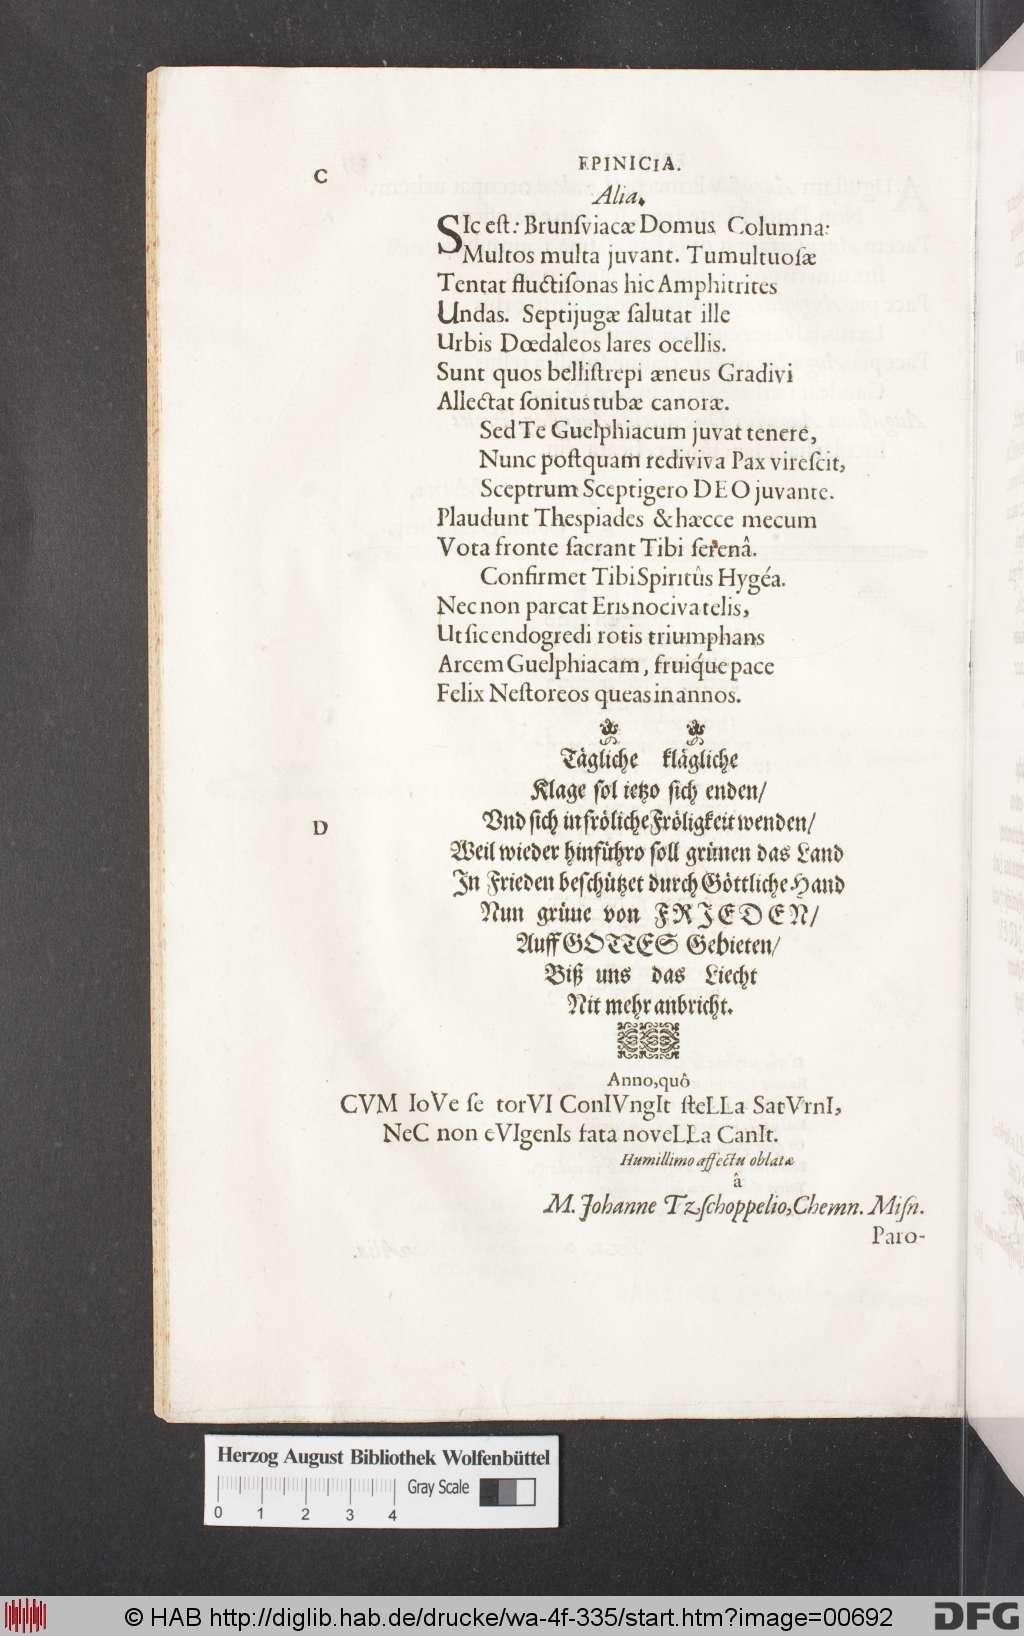 EPINICIA.
C
Alia.
SIc est: Brunsviacæ Domus Columna:
Multos multa juvant. Tumultuosæ
Tentat fluctisonas hic Amphitrites
Undas. Septijugæ salutat ille
Urbis Dœdaleos lares ocellis.
Sunt quos bellistrepi æneus Gradivi
Allectat sonitus tubæ canoræ.
Sed Te Guelphiacum juvat tenere,
Nunc postquam rediviva Pax virescit,
Sceptrum Sceptigero DEO juvante.
Plaudunt Thespiades & hæcce mecum
Vota fronte sacrant Tibi serenâ.
Confirmet Tibi Spiritûs Hygéa.
Nec non parcat Eris nociva telis,
Ut sic endogredi rotis triumphans
Arcem Guelphiacam, fruiq́ue pace
Felix Nestoreos queas in annos.
Tägliche klägliche
Klage sol ietzo sich enden/
D
Vnd sich in fröliche Fröligkeit wenden/
Weil wieder hinführo soll grünen das Land
In Frieden beschützet durch Göttliche Hand
Nun grüne von FRIEDEN/
Auff GOTTES Gebieten/
Biß uns das Liecht
Nit mehr anbricht.
Anno, quô
CVM IoVe se torVI ConIVngIt steLLa SatVrnI,
NeC non eVIgenIs fata noveLLa CanIt.
Humillimo affectu oblatæ
â
M. Johanne Tzschoppelio, Chemn. Misn.
Paro-
Herzog August Bibliothek Wolfenbüttel
Gray Scale
0 1 2 3 4
© HAB http://diglib.hab.de/drucke/wa-4f-335/start.htm?image=00692
DFG